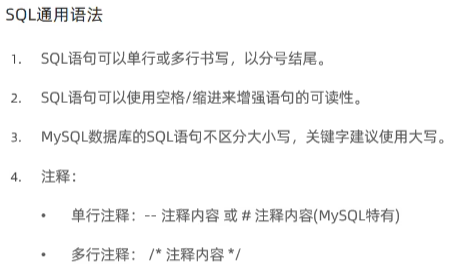 SQL通用语法
1. SQL语句可以单行或多行书写，以分号结尾。
2. SQL语句可以使用空格/缩进来增强语句的可读性。
3. MySQL数据库的SQL语句不区分大小写，关键字建议使用大写。
4. 注释：
• 单行注释：-- 注释内容 或 # 注释内容(MySQL特有)
• 多行注释： /* 注释内容 */